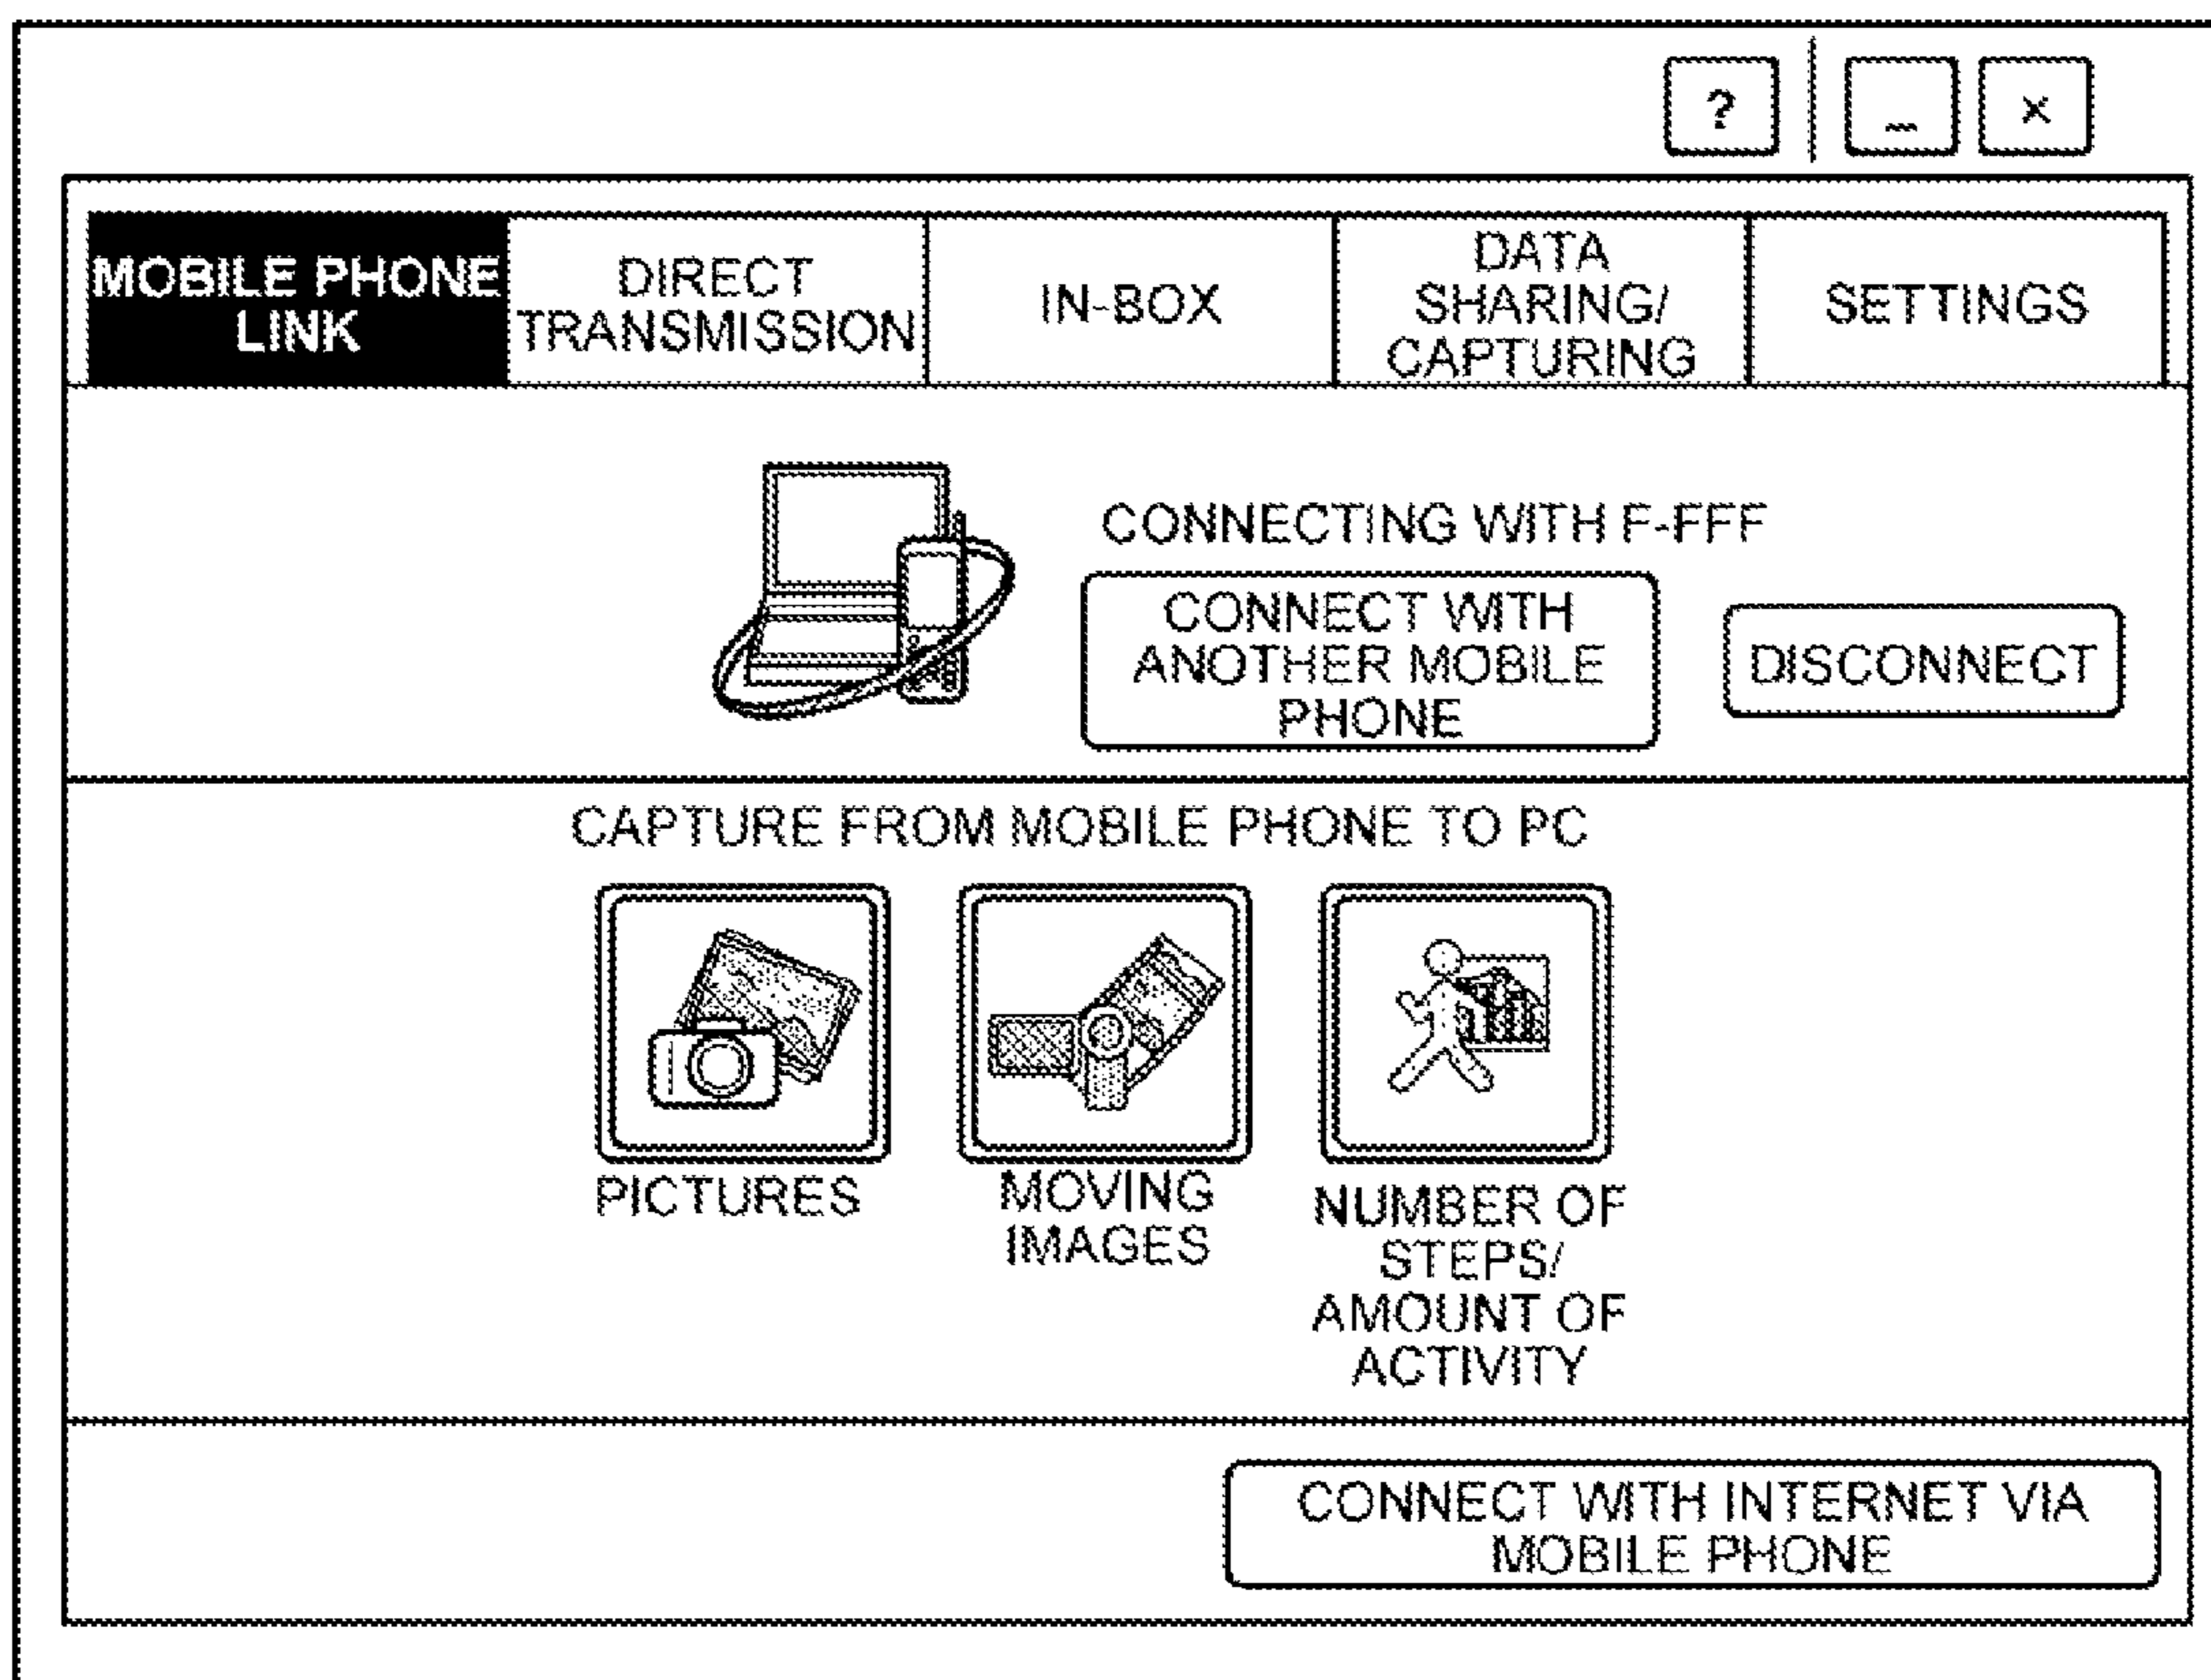 ?
_
×
MOBILE PHONE
LINK
DIRECT
TRANSMISSION
IN-BOX
DATA
SHARING/
CAPTURING
SETTINGS
CONNECTING WITH F-FFF
CONNECT WITH
ANOTHER MOBILE
PHONE
DISCONNECT
CAPTURE FROM MOBILE PHONE TO PC
PICTURES
MOVING
IMAGES
NUMBER OF
STEPS/
AMOUNT OF
ACTIVITY
CONNECT WITH INTERNET VIA
MOBILE PHONE